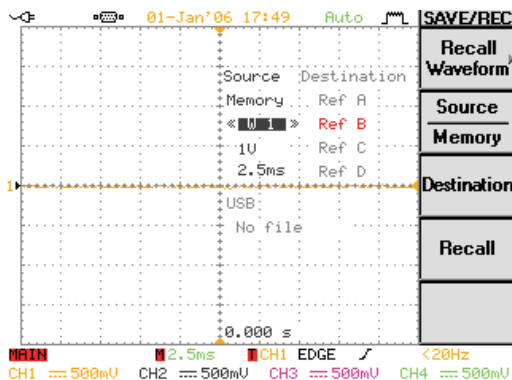 01-Jan'06 17:49 Auto SAVE/REC
Recall Waveform
Source Destination
Memory Ref A
« W 1 » Ref B
1V Ref C
2.5ms Ref D
USB:
No file
0.000 s
1
Source
Memory
Destination
Recall
MAIN M 2.5ms T CH1 EDGE <20Hz
CH1 500mV CH2 500mV CH3 500mV CH4 500mV